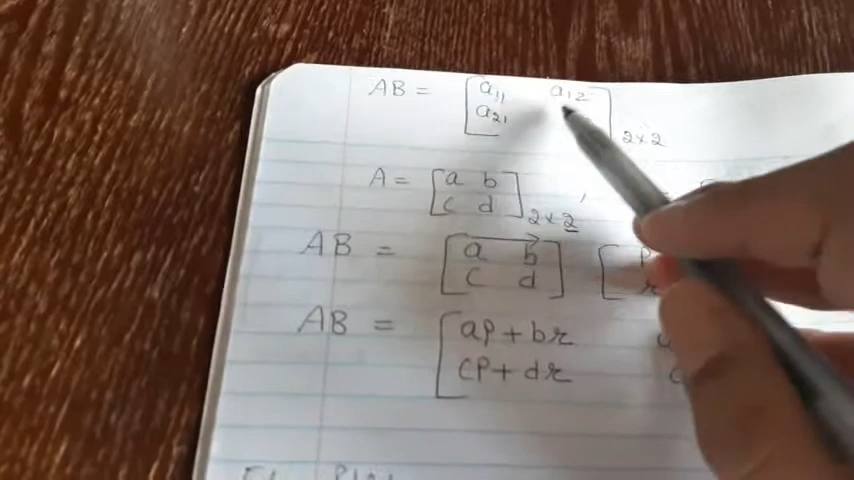 AB = [ a11 a12
a21 ] 2×2
A = [ a b
c d ] 2×2 ,
AB = [ a b
c d ] [ P
r
AB = [ aP + br
cP + dr